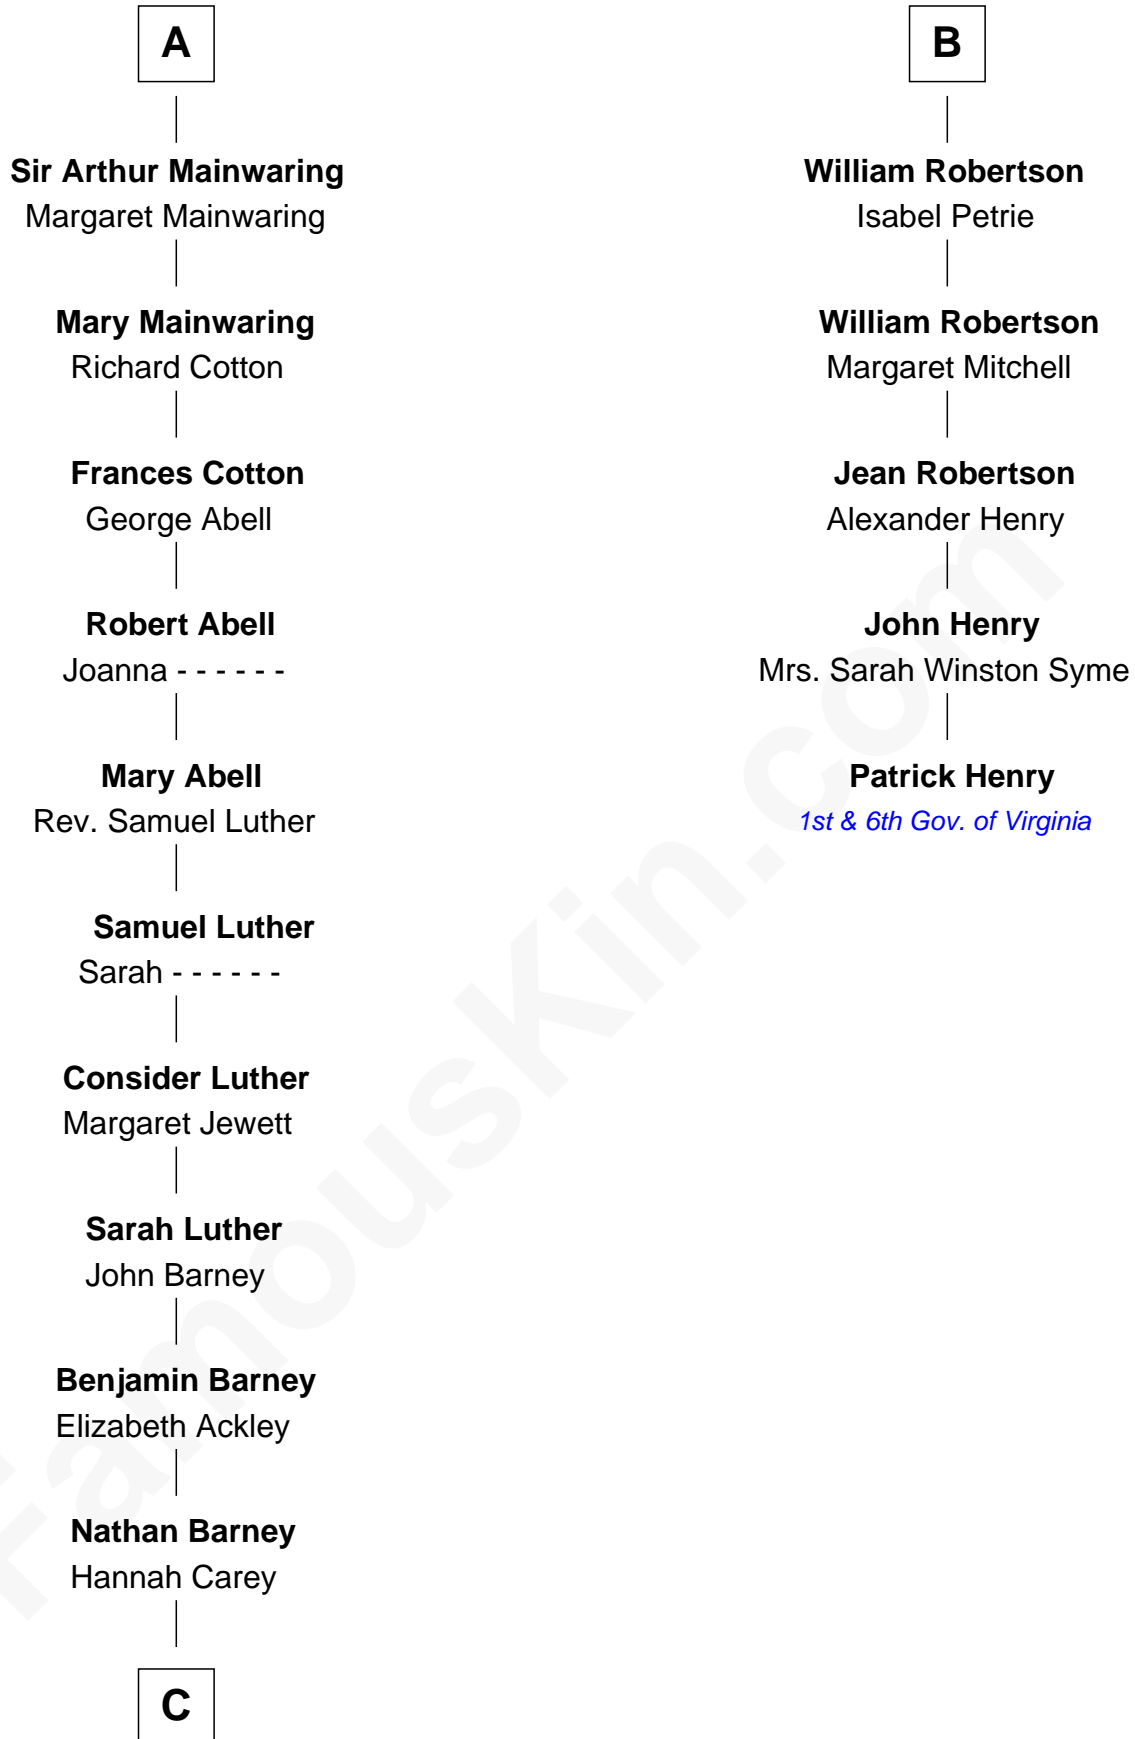 A
Sir Arthur Mainwaring
Margaret Mainwaring
Mary Mainwaring
Richard Cotton
Frances Cotton
George Abell
Robert Abell
Joanna - - - - - -
Mary Abell
Rev. Samuel Luther
Samuel Luther
Sarah - - - - - -
Consider Luther
Margaret Jewett
Sarah Luther
John Barney
Benjamin Barney
Elizabeth Ackley
Nathan Barney
Hannah Carey
C
B
William Robertson
Isabel Petrie
William Robertson
Margaret Mitchell
Jean Robertson
Alexander Henry
John Henry
Mrs. Sarah Winston Syme
Patrick Henry
1st & 6th Gov. of Virginia
FamousKin.com